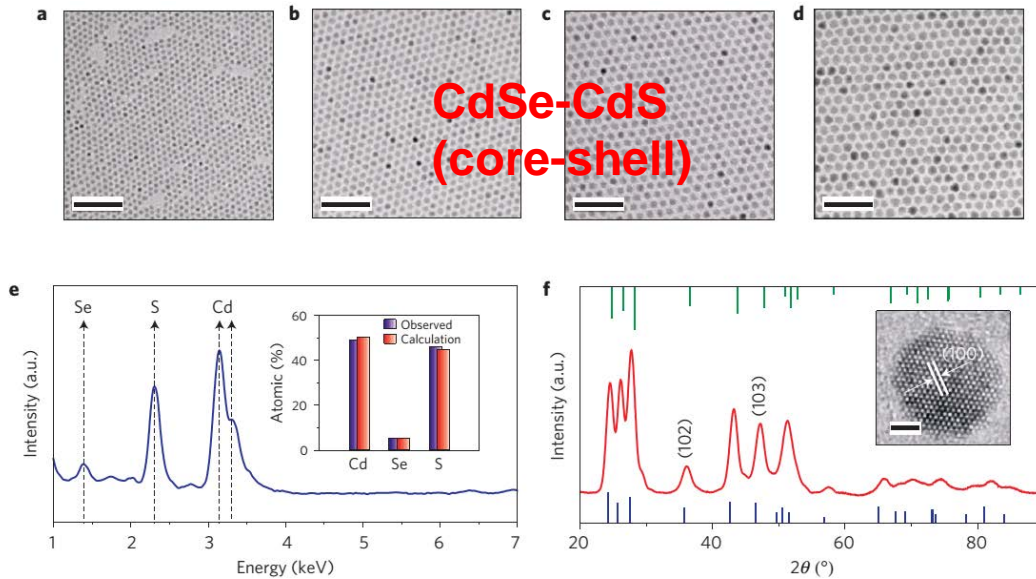 a
b
c
d
CdSe-CdS
(core-shell)
e
Se
S
Cd
60
40
20
0
Atomic (%)
Observed
Calculation
Cd
Se
S
Intensity (a.u.)
1
2
3
4
5
6
7
Energy (keV)
f
(100)
(102)
(103)
Intensity (a.u.)
20
40
60
80
2θ (°)